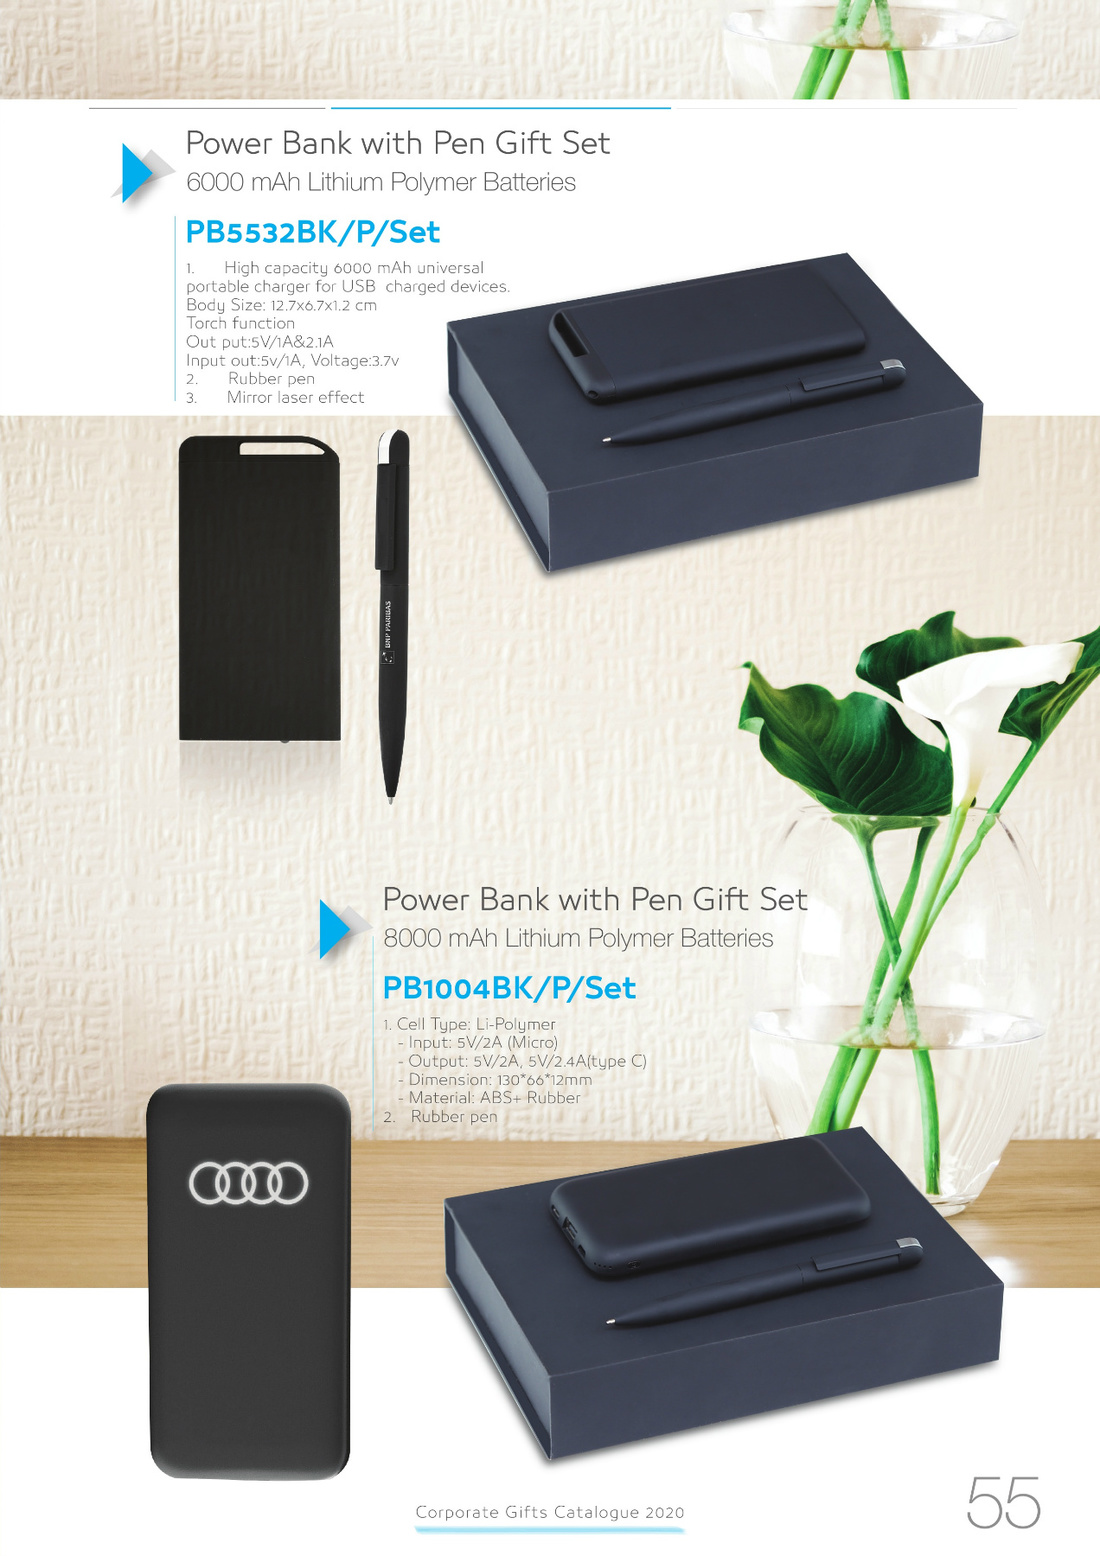 Power Bank with Pen Gift Set
6000 mAh Lithium Polymer Batteries
PB5532BK/P/Set
1. High capacity 6000 mAh universal
portable charger for USB charged devices.
Body Size: 12.7x6.7x1.2 cm
Torch function
Out put:5V/1A&2.1A
Input out:5v/1A, Voltage:3.7v
2. Rubber pen
3. Mirror laser effect
BNP PARIBAS
Power Bank with Pen Gift Set
8000 mAh Lithium Polymer Batteries
PB1004BK/P/Set
1. Cell Type: Li-Polymer
- Input: 5V/2A (Micro)
- Output: 5V/2A, 5V/2.4A(type C)
- Dimension: 130*66*12mm
- Material: ABS+ Rubber
2. Rubber pen
Corporate Gifts Catalogue 2020
55